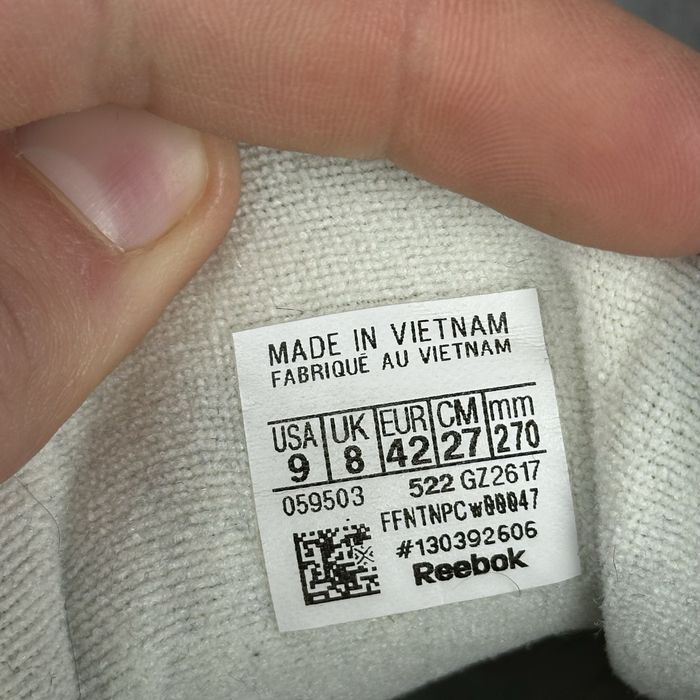 MADE IN VIETNAM
FABRIQUÉ AU VIETNAM
USA UK EUR CM mm
9 8 42 27 270
059503 522 GZ2617
FFNTNPCw00047
#130392606
Reebok